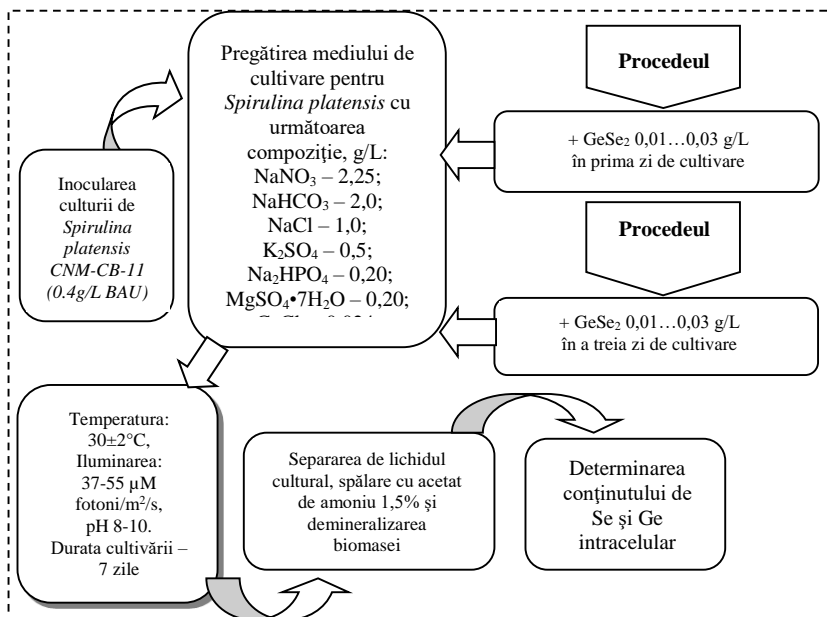 Pregătirea mediului de
cultivare pentru
Spirulina platensis cu
următoarea
compoziţie, g/L:
NaNO₃ – 2,25;
NaHCO₃ – 2,0;
NaCl – 1,0;
K₂SO₄ – 0,5;
Na₂HPO₄ – 0,20;
MgSO₄•7H₂O – 0,20;
Procedeul
+ GeSe₂ 0,01…0,03 g/L
în prima zi de cultivare
Inocularea
culturii de
Spirulina
platensis
CNM-CB-11
(0.4g/L BAU)
Procedeul
+ GeSe₂ 0,01…0,03 g/L
în a treia zi de cultivare
Temperatura:
30±2°C,
Iluminarea:
37-55 µM
fotoni/m²/s,
pH 8-10.
Durata cultivării –
7 zile
Separarea de lichidul
cultural, spălare cu acetat
de amoniu 1,5% şi
demineralizarea
biomasei
Determinarea
conţinutului de
Se şi Ge
intracelular